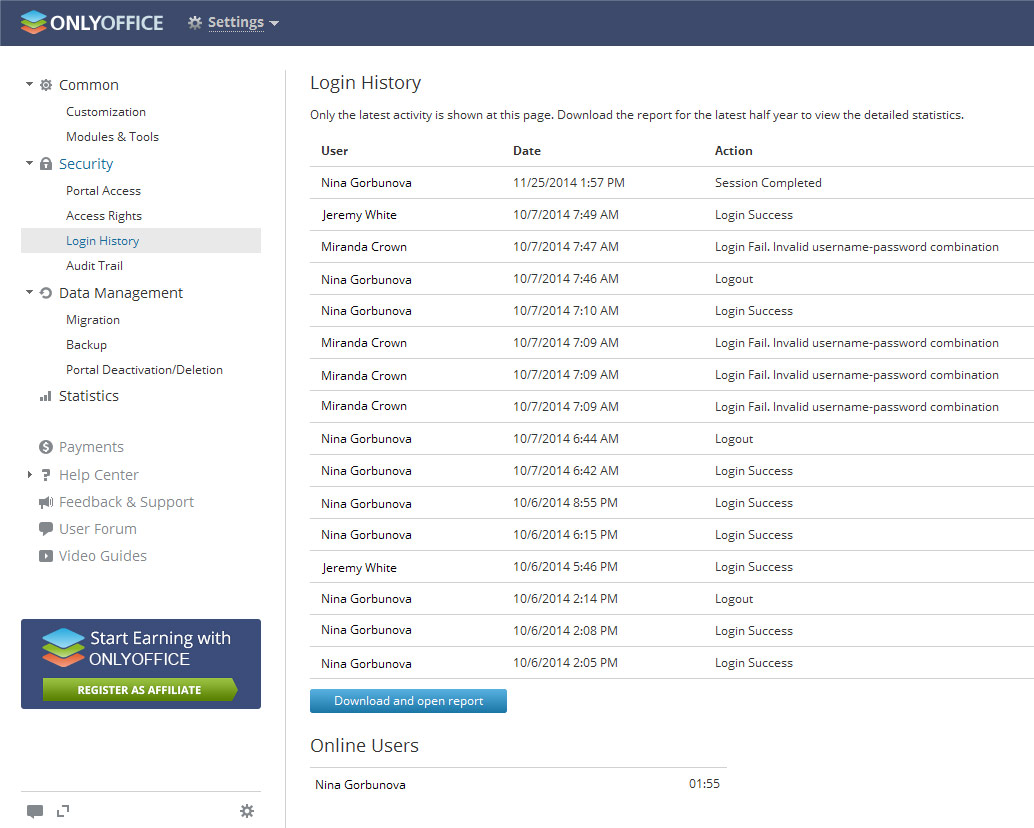 ONLYOFFICE Settings
Common
Customization
Modules & Tools
Security
Portal Access
Access Rights
Login History
Audit Trail
Data Management
Migration
Backup
Portal Deactivation/Deletion
Statistics
Payments
Help Center
Feedback & Support
User Forum
Video Guides
Start Earning with
ONLYOFFICE
REGISTER AS AFFILIATE
Login History
Only the latest activity is shown at this page. Download the report for the latest half year to view the detailed statistics.
User Date Action
Nina Gorbunova 11/25/2014 1:57 PM Session Completed
Jeremy White 10/7/2014 7:49 AM Login Success
Miranda Crown 10/7/2014 7:47 AM Login Fail. Invalid username-password combination
Nina Gorbunova 10/7/2014 7:46 AM Logout
Nina Gorbunova 10/7/2014 7:10 AM Login Success
Miranda Crown 10/7/2014 7:09 AM Login Fail. Invalid username-password combination
Miranda Crown 10/7/2014 7:09 AM Login Fail. Invalid username-password combination
Miranda Crown 10/7/2014 7:09 AM Login Fail. Invalid username-password combination
Nina Gorbunova 10/7/2014 6:44 AM Logout
Nina Gorbunova 10/7/2014 6:42 AM Login Success
Nina Gorbunova 10/6/2014 8:55 PM Login Success
Nina Gorbunova 10/6/2014 6:15 PM Login Success
Jeremy White 10/6/2014 5:46 PM Login Success
Nina Gorbunova 10/6/2014 2:14 PM Logout
Nina Gorbunova 10/6/2014 2:08 PM Login Success
Nina Gorbunova 10/6/2014 2:05 PM Login Success
Download and open report
Online Users
Nina Gorbunova 01:55